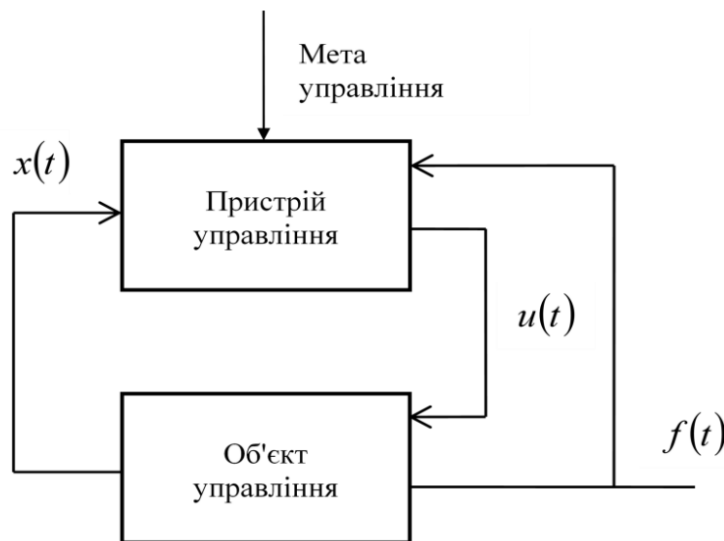 Мета
управління
x(t)
Пристрій
управління
u(t)
f(t)
Об'єкт
управління